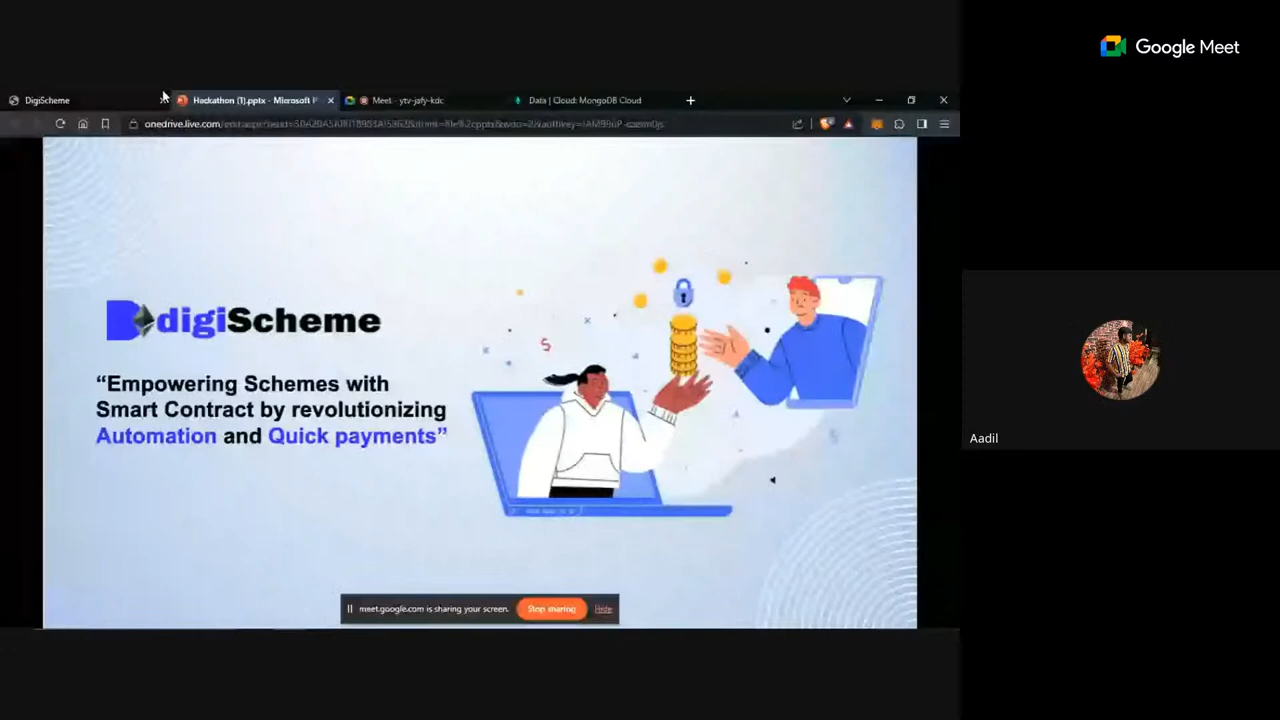 Google Meet
DigiScheme
Hackathon (1).pptx - Microsoft P
Meet - ytv-jafy-kdc
Data | Cloud: MongoDB Cloud
onedrive.live.com
digiScheme
“Empowering Schemes with
Smart Contract by revolutionizing
Automation and Quick payments”
Aadil
meet.google.com is sharing your screen.
Stop sharing
Hide